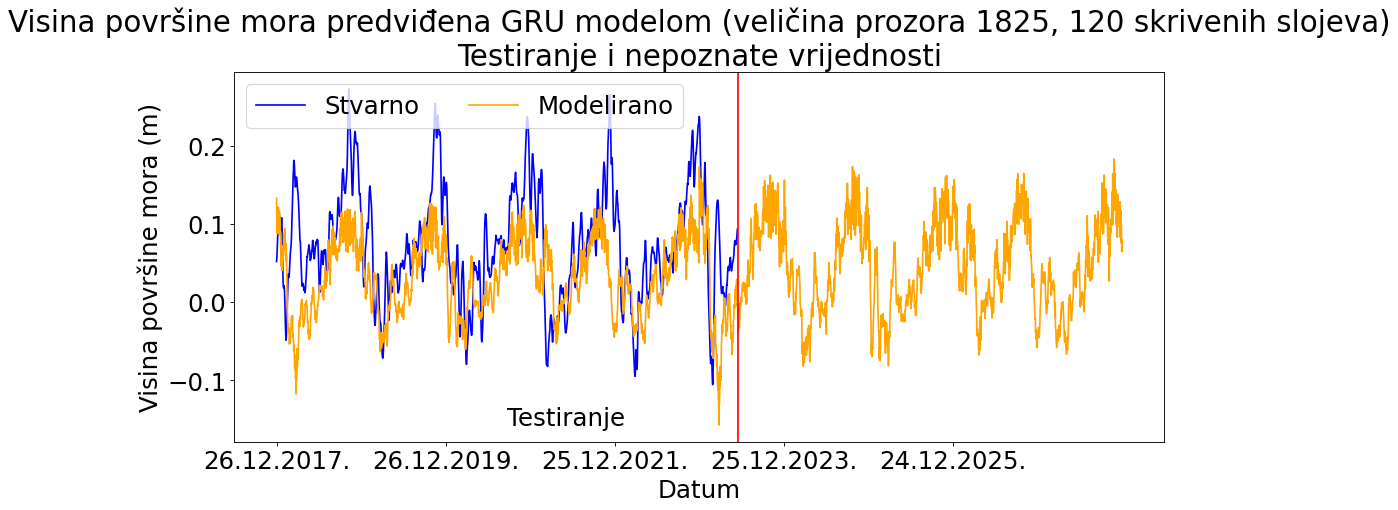 Visina površine mora predviđena GRU modelom (veličina prozora 1825, 120 skrivenih slojeva)
Testiranje i nepoznate vrijednosti
Stvarno Modelirano
Visina površine mora (m)
0.2
0.1
0.0
−0.1
Testiranje
26.12.2017. 26.12.2019. 25.12.2021. 25.12.2023. 24.12.2025.
Datum